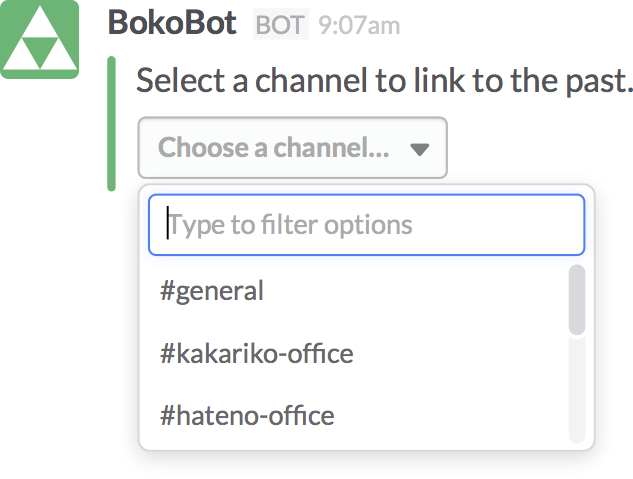 BokoBot BOT 9:07am
Select a channel to link to the past.
Choose a channel...
Type to filter options
#general
#kakariko-office
#hateno-office